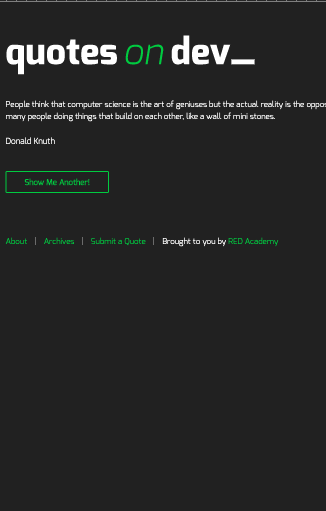 quotes on dev_
People think that computer science is the art of geniuses but the actual reality is the
many people doing things that build on each other, like a wall of mini stones.
Donald Knuth
Show Me Another!
About | Archives | Submit a Quote | Brought to you by RED Academy